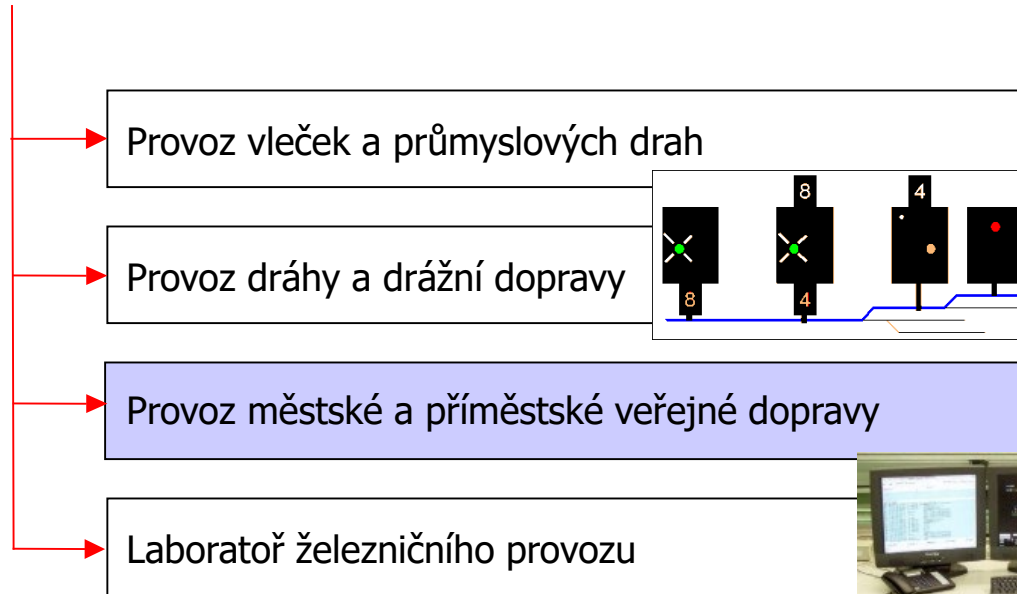 Provoz vleček a průmyslových drah
8 4
Provoz dráhy a drážní dopravy
8 4
Provoz městské a příměstské veřejné dopravy
Laboratoř železničního provozu